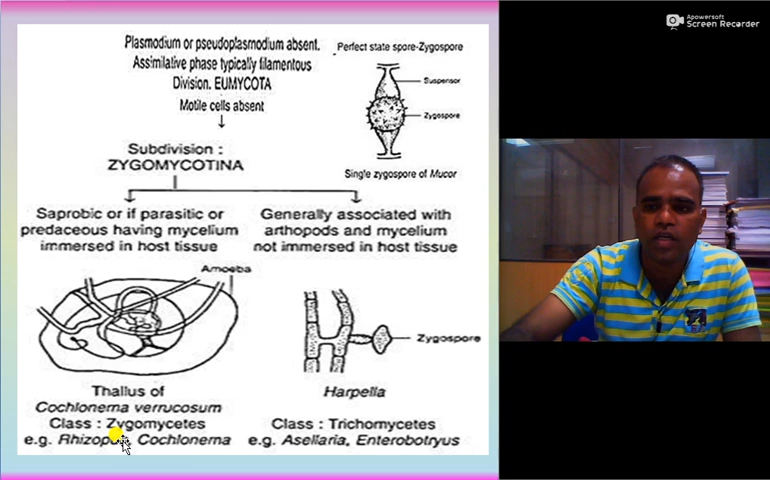 Apowersoft
Screen Recorder
Plasmodium or pseudoplasmodium absent.
Assimilative phase typically filamentous
Division. EUMYCOTA
Motile cells absent
Perfect state spore-Zygospore
Suspensor
Zygospore
Single zygospore of Mucor
Subdivision :
ZYGOMYCOTINA
Saprobic or if parasitic or
predaceous having mycelium
immersed in host tissue
Generally associated with
arthopods and mycelium
not immersed in host tissue
Amoeba
Zygospore
Thallus of
Cochlonema verrucosum
Class : Zygomycetes
e.g. Cochlonema
Harpella
Class : Trichomycetes
e.g. Asellaria, Enterobotryus